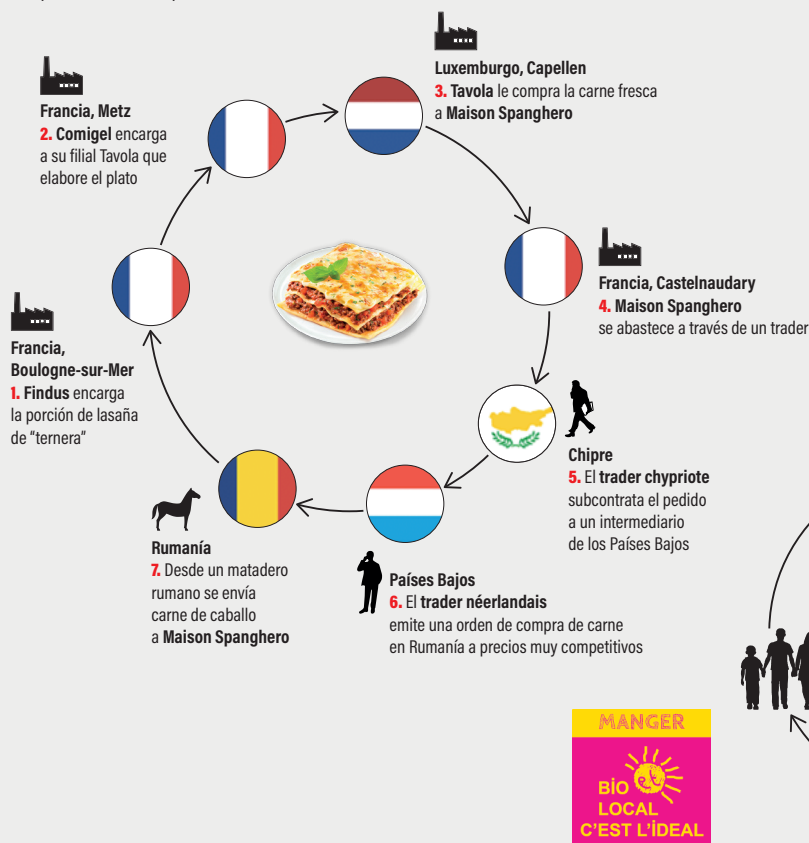 Luxemburgo, Capellen
3. Tavola le compra la carne fresca
a Maison Spanghero
Francia, Metz
2. Comigel encarga
a su filial Tavola que
elabore el plato
Francia, Castelnaudary
4. Maison Spanghero
se abastece a través de un trader
Francia,
Boulogne-sur-Mer
1. Findus encarga
la porción de lasaña
de "ternera"
Chipre
5. El trader chypriote
subcontrata el pedido
a un intermediario
de los Países Bajos
Rumanía
7. Desde un matadero
rumano se envía
carne de caballo
a Maison Spanghero
Países Bajos
6. El trader néerlandais
emite una orden de compra de carne
en Rumanía a precios muy competitivos
MANGER
BİO et
LOCAL
C'EST L'İDEAL